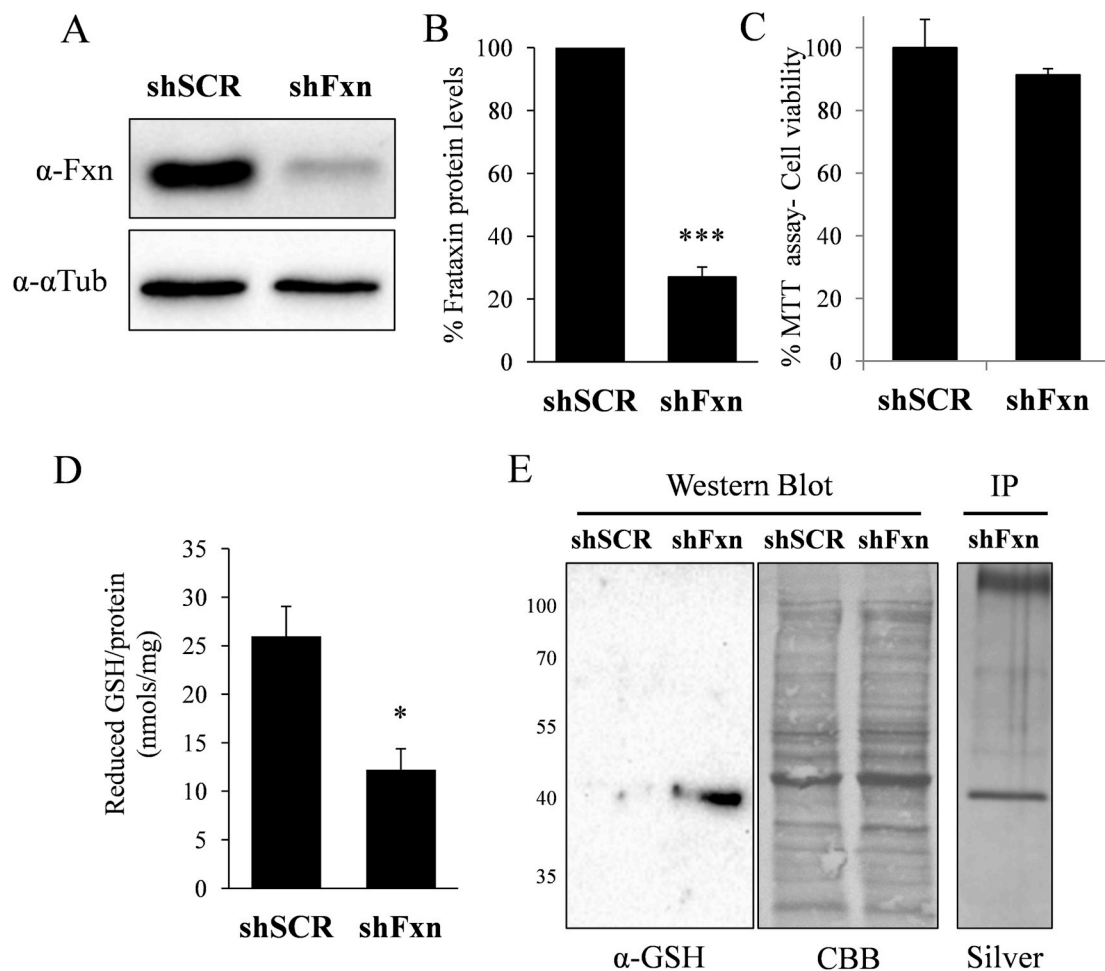 A
shSCR shFxn
α-Fxn
α-αTub
B
% Frataxin protein levels
100
80
60
40
20
0
***
shSCR shFxn
C
% MTT assay- Cell viability
100
80
60
40
20
0
shSCR shFxn
D
Reduced GSH/protein
(nmols/mg)
35
30
25
20
15
10
5
0
*
shSCR shFxn
E
Western Blot IP
shSCR shFxn shSCR shFxn shFxn
100
70
55
40
35
α-GSH CBB Silver